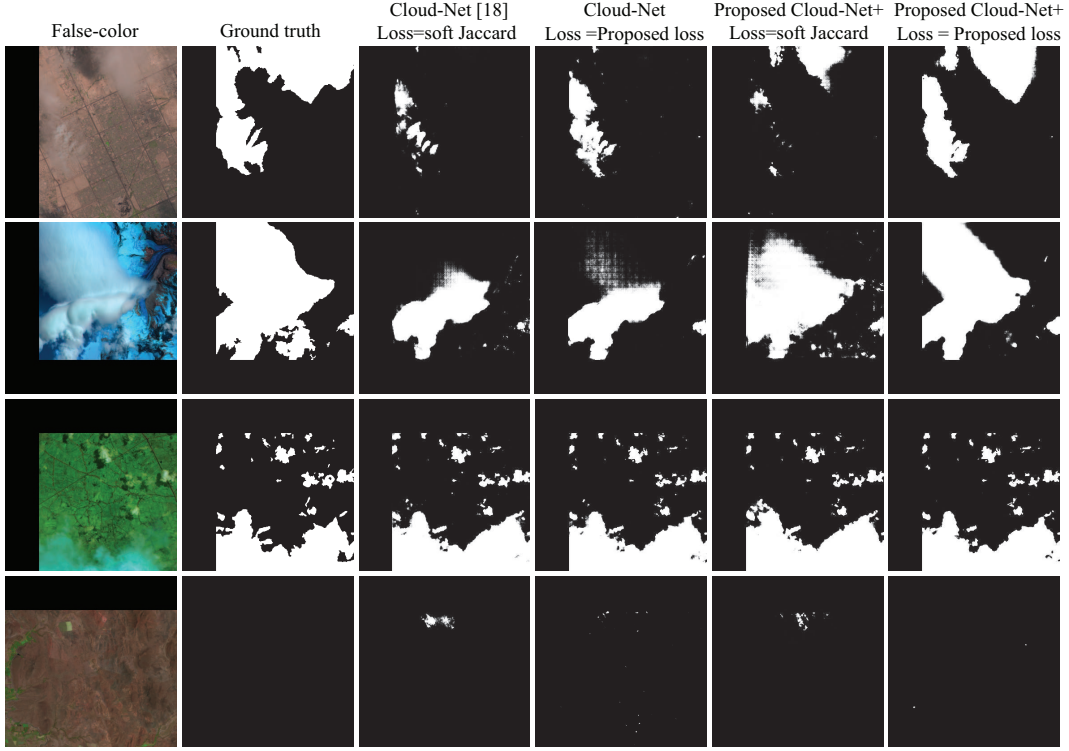 False-color
Ground truth
Cloud-Net [18]
Loss=soft Jaccard
Cloud-Net
Loss =Proposed loss
Proposed Cloud-Net+
Loss=soft Jaccard
Proposed Cloud-Net+
Loss = Proposed loss